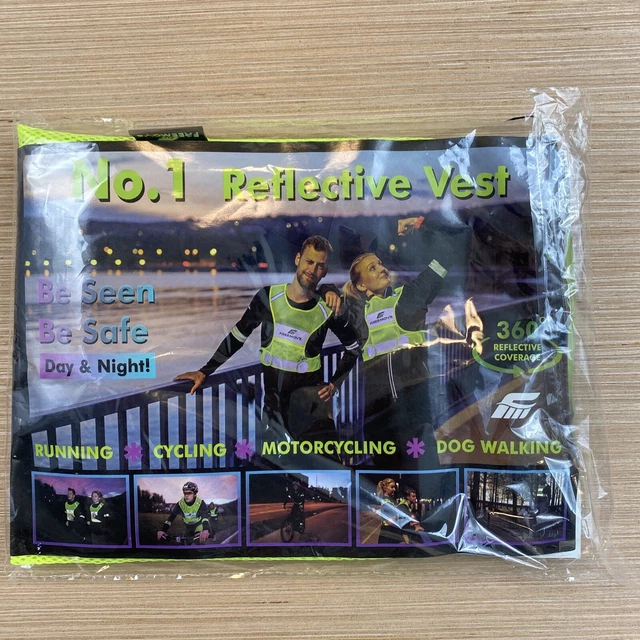 No.1 Reflective Vest
Be Seen
Be Safe
Day & Night!
360°
REFLECTIVE
COVERAGE
RUNNING * CYCLING * MOTORCYCLING * DOG WALKING